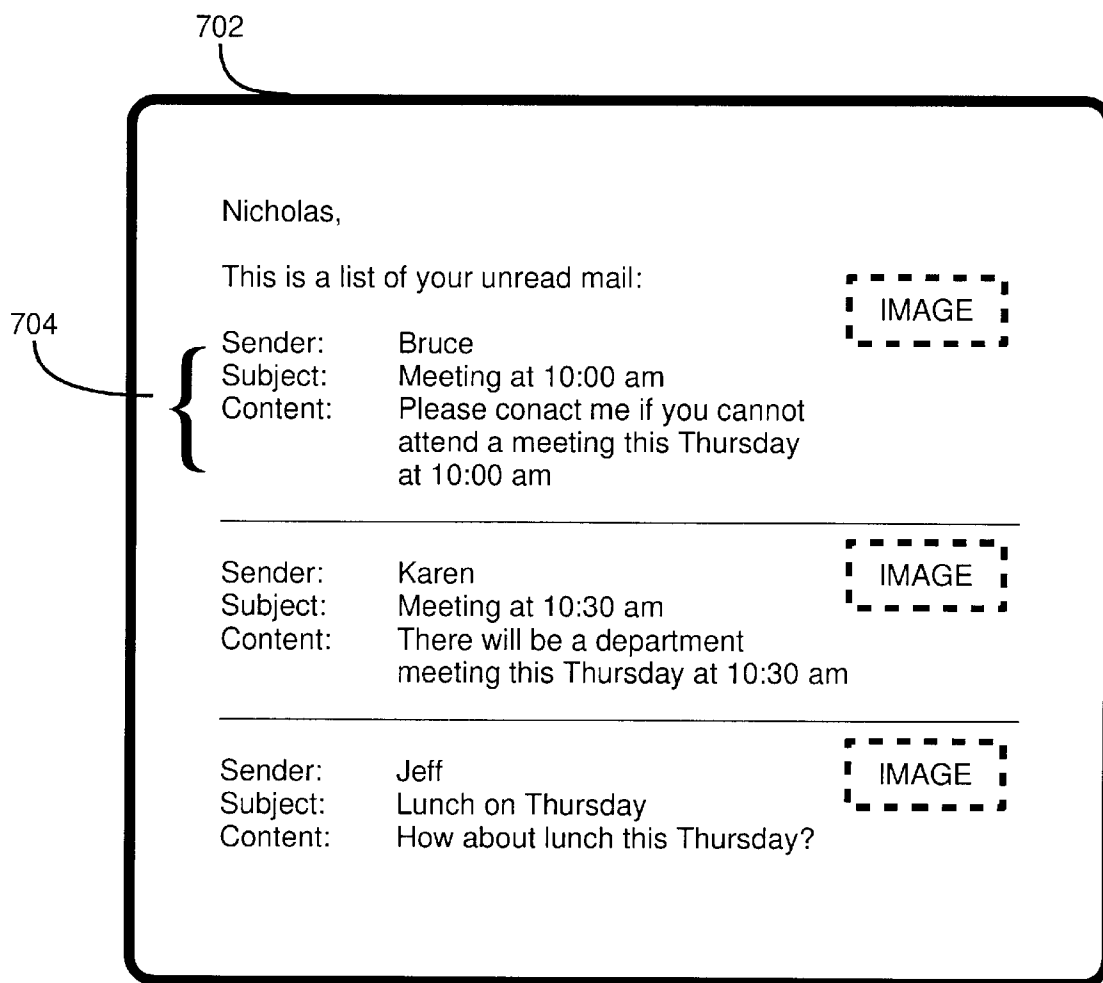 702
Nicholas,
This is a list of your unread mail:
IMAGE
704
Sender: Bruce
Subject: Meeting at 10:00 am
Content: Please conact me if you cannot
attend a meeting this Thursday
at 10:00 am
Sender: Karen
IMAGE
Subject: Meeting at 10:30 am
Content: There will be a department
meeting this Thursday at 10:30 am
Sender: Jeff
IMAGE
Subject: Lunch on Thursday
Content: How about lunch this Thursday?